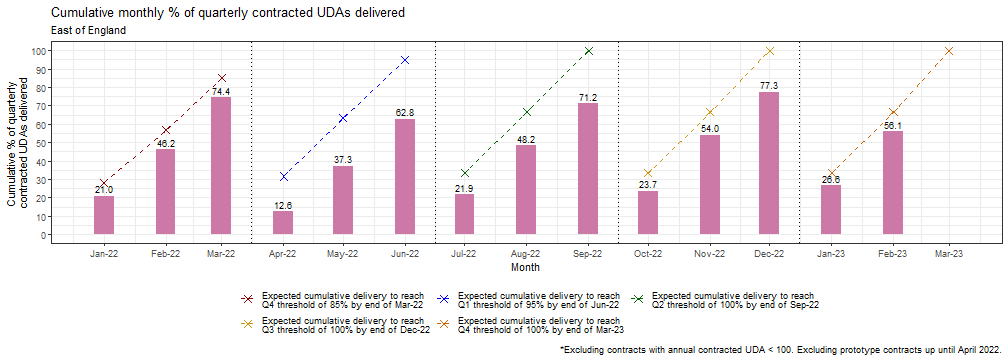 Cumulative monthly % of quarterly contracted UDAs delivered
East of England
Cumulative % of quarterly
contracted UDAs delivered
100
90
80
70
60
50
40
30
20
10
0
21.0
46.2
74.4
12.6
37.3
62.8
21.9
48.2
71.2
23.7
54.0
77.3
26.6
56.1
Jan-22
Feb-22
Mar-22
Apr-22
May-22
Jun-22
Jul-22
Aug-22
Sep-22
Oct-22
Nov-22
Dec-22
Jan-23
Feb-23
Mar-23
Month
Expected cumulative delivery to reach
Q4 threshold of 85% by end of Mar-22
Expected cumulative delivery to reach
Q1 threshold of 95% by end of Jun-22
Expected cumulative delivery to reach
Q2 threshold of 100% by end of Sep-22
Expected cumulative delivery to reach
Q3 threshold of 100% by end of Dec-22
Expected cumulative delivery to reach
Q4 threshold of 100% by end of Mar-23
*Excluding contracts with annual contracted UDA < 100. Excluding prototype contracts up until April 2022.